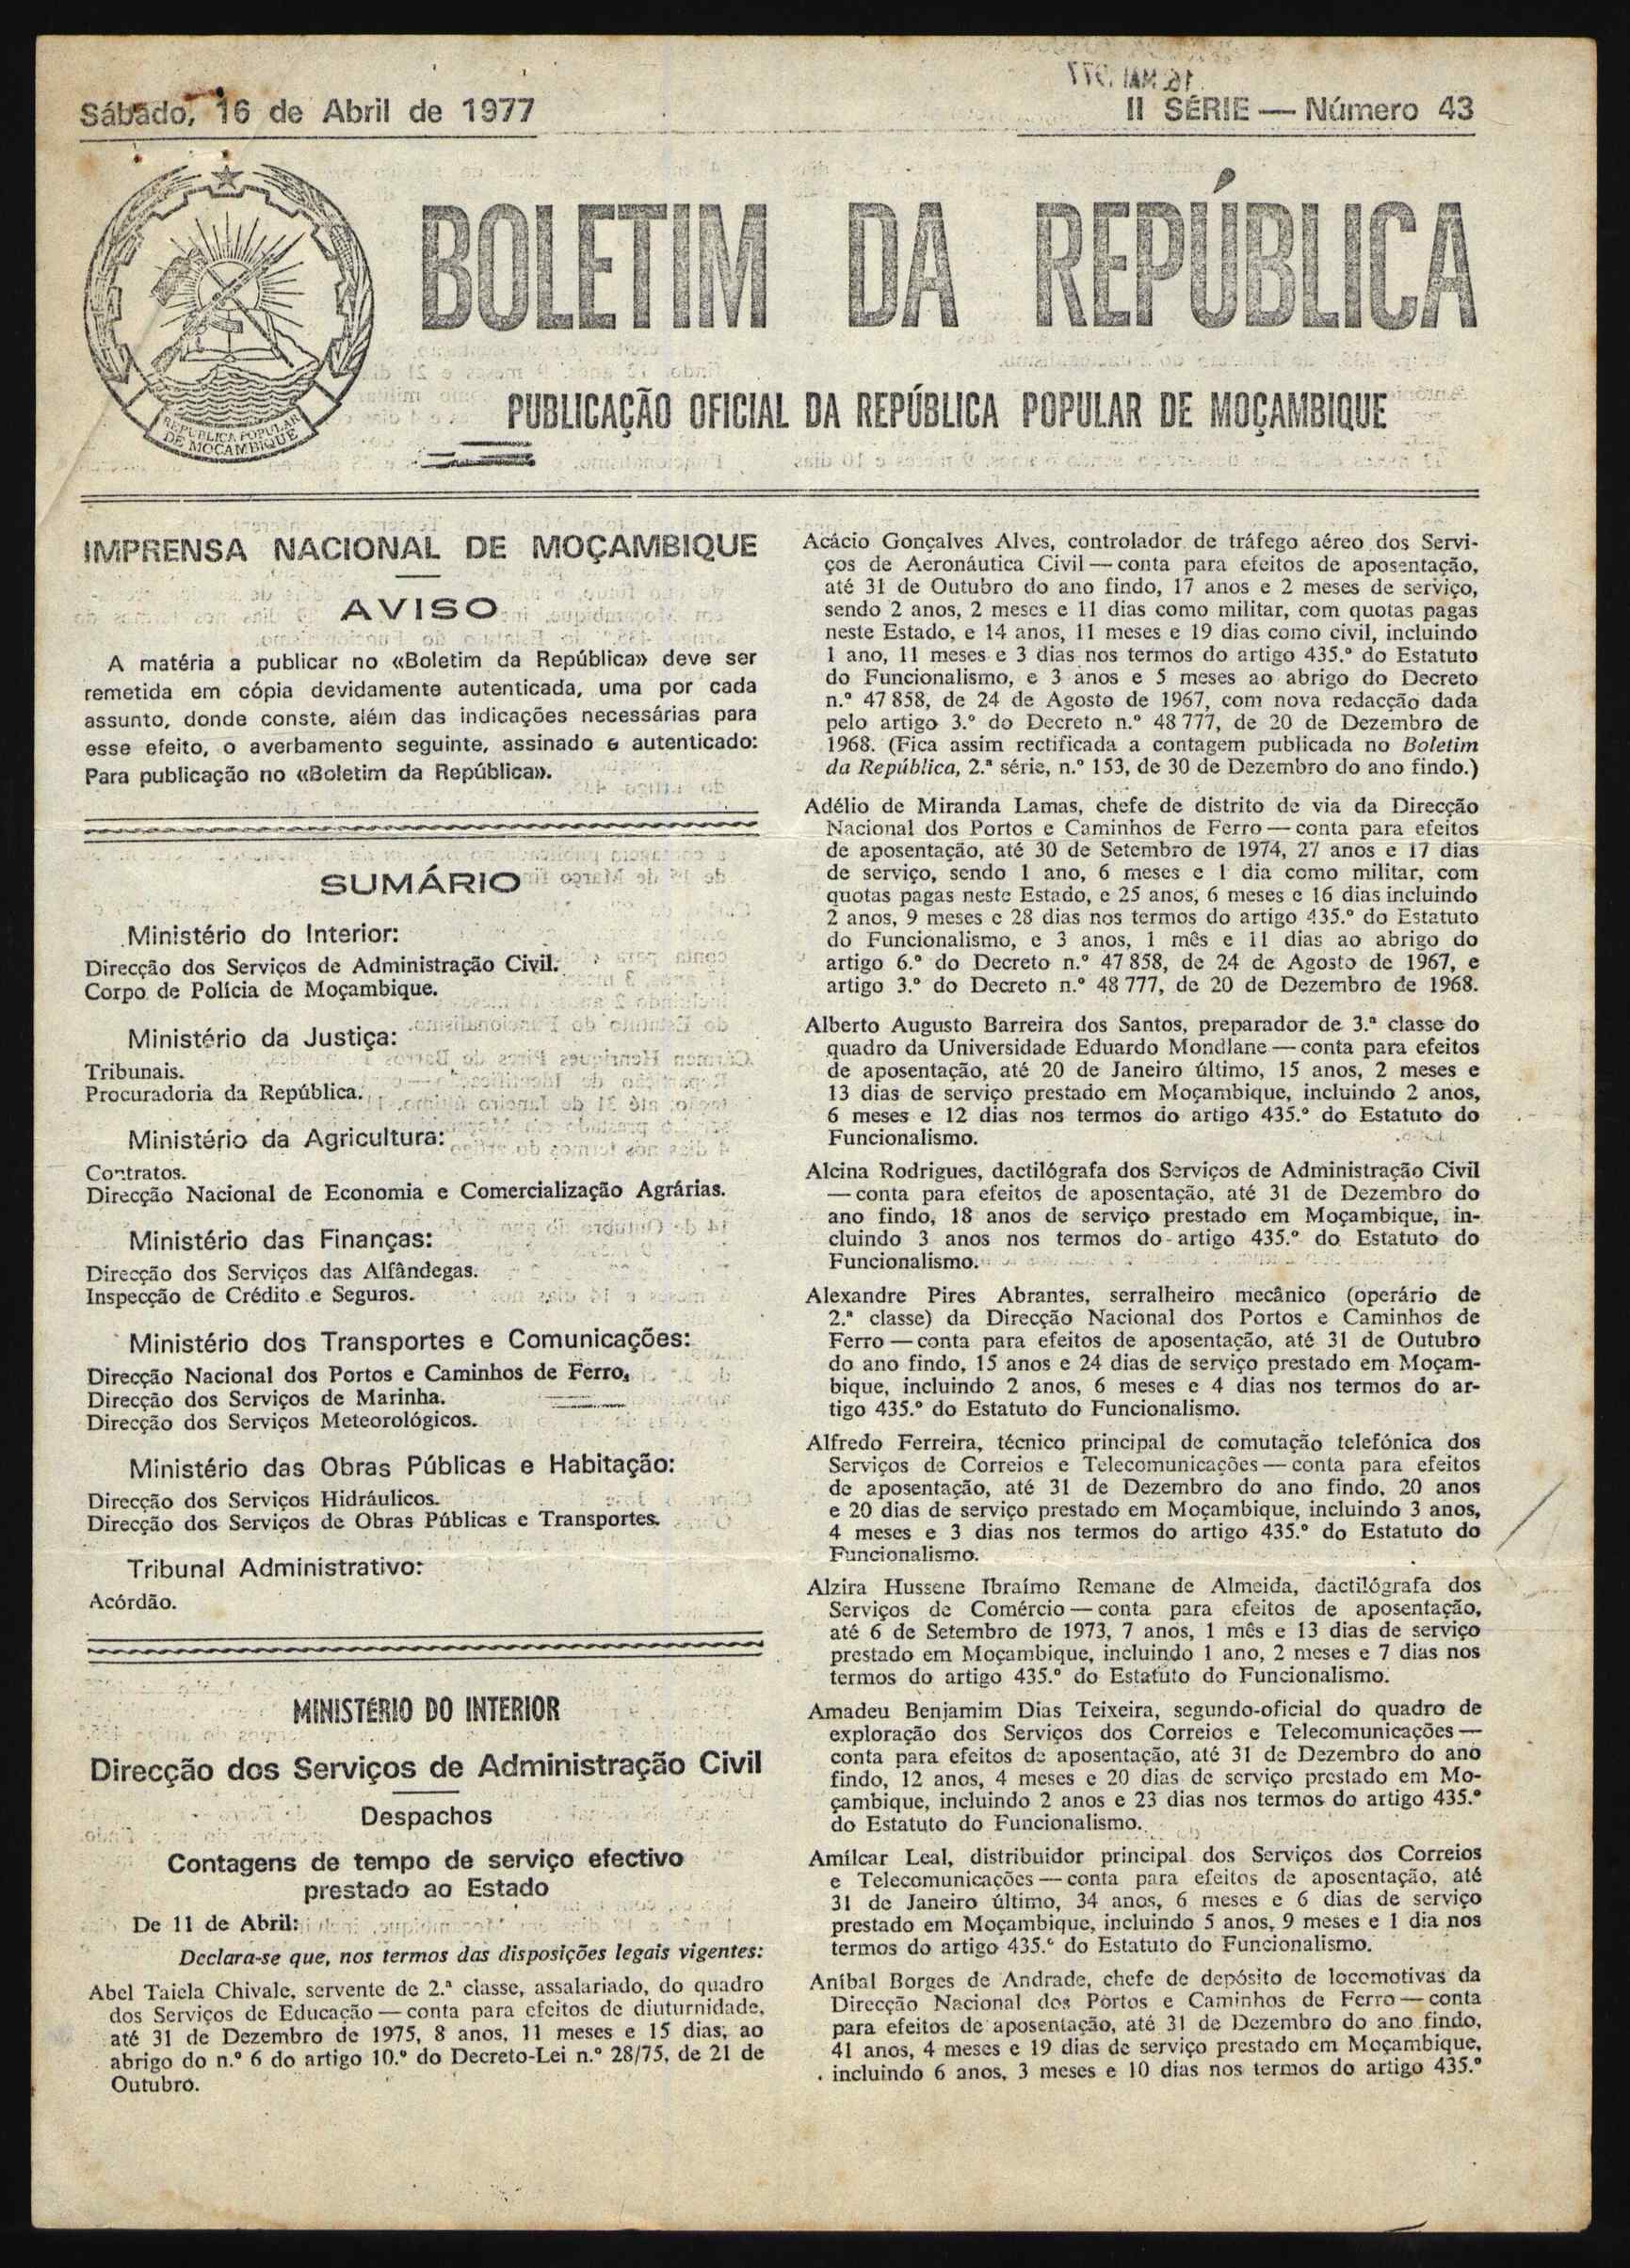 Sábado, 16 de Abril de 1977
II SÉRIE — Número 43
BOLETIM DA REPÚBLICA
REPÚBLICA POPULAR
DE MOÇAMBIQUE
PUBLICAÇÃO OFICIAL DA REPÚBLICA POPULAR DE MOÇAMBIQUE
IMPRENSA NACIONAL DE MOÇAMBIQUE
AVISO
A matéria a publicar no «Boletim da República» deve ser
remetida em cópia devidamente autenticada, uma por cada
assunto, donde conste, além das indicações necessárias para
esse efeito, o averbamento seguinte, assinado e autenticado:
Para publicação no «Boletim da República».
SUMÁRIO
Ministério do Interior:
Direcção dos Serviços de Administração Civil.
Corpo de Polícia de Moçambique.
Ministério da Justiça:
Tribunais.
Procuradoria da República.
Ministério da Agricultura:
Contratos.
Direcção Nacional de Economia e Comercialização Agrárias.
Ministério das Finanças:
Direcção dos Serviços das Alfândegas.
Inspecção de Crédito e Seguros.
Ministério dos Transportes e Comunicações:
Direcção Nacional dos Portos e Caminhos de Ferro.
Direcção dos Serviços de Marinha.
Direcção dos Serviços Meteorológicos.
Ministério das Obras Públicas e Habitação:
Direcção dos Serviços Hidráulicos.
Direcção dos Serviços de Obras Públicas e Transportes.
Tribunal Administrativo:
Acórdão.
MINISTÉRIO DO INTERIOR
Direcção dos Serviços de Administração Civil
Despachos
Contagens de tempo de serviço efectivo
prestado ao Estado
De 11 de Abril:
Declara-se que, nos termos das disposições legais vigentes:
Abel Taiela Chivale, servente de 2.ª classe, assalariado, do quadro
dos Serviços de Educação — conta para efeitos de diuturnidade,
até 31 de Dezembro de 1975, 8 anos, 11 meses e 15 dias, ao
abrigo do n.º 6 do artigo 10.º do Decreto-Lei n.º 28/75, de 21 de
Outubro.
Acácio Gonçalves Alves, controlador de tráfego aéreo dos Servi-
ços de Aeronáutica Civil — conta para efeitos de aposentação,
até 31 de Outubro do ano findo, 17 anos e 2 meses de serviço,
sendo 2 anos, 2 meses e 11 dias como militar, com quotas pagas
neste Estado, e 14 anos, 11 meses e 19 dias como civil, incluindo
1 ano, 11 meses e 3 dias nos termos do artigo 435.º do Estatuto
do Funcionalismo, e 3 anos e 5 meses ao abrigo do Decreto
n.º 47 858, de 24 de Agosto de 1967, com nova redacção dada
pelo artigo 3.º do Decreto n.º 48 777, de 20 de Dezembro de
1968. (Fica assim rectificada a contagem publicada no Boletim
da República, 2.ª série, n.º 153, de 30 de Dezembro do ano findo.)
Adélio de Miranda Lamas, chefe de distrito de via da Direcção
Nacional dos Portos e Caminhos de Ferro — conta para efeitos
de aposentação, até 30 de Setembro de 1974, 27 anos e 17 dias
de serviço, sendo 1 ano, 6 meses e 1 dia como militar, com
quotas pagas neste Estado, e 25 anos, 6 meses e 16 dias incluindo
2 anos, 9 meses e 28 dias nos termos do artigo 435.º do Estatuto
do Funcionalismo, e 3 anos, 1 mês e 11 dias ao abrigo do
artigo 6.º do Decreto n.º 47 858, de 24 de Agosto de 1967, e
artigo 3.º do Decreto n.º 48 777, de 20 de Dezembro de 1968.
Alberto Augusto Barreira dos Santos, preparador de 3.ª classe do
quadro da Universidade Eduardo Mondlane — conta para efeitos
de aposentação, até 20 de Janeiro último, 15 anos, 2 meses e
13 dias de serviço prestado em Moçambique, incluindo 2 anos,
6 meses e 12 dias nos termos do artigo 435.º do Estatuto do
Funcionalismo.
Alcina Rodrigues, dactilógrafa dos Serviços de Administração Civil
— conta para efeitos de aposentação, até 31 de Dezembro do
ano findo, 18 anos de serviço prestado em Moçambique, in-
cluindo 3 anos nos termos do artigo 435.º do Estatuto do
Funcionalismo.
Alexandre Pires Abrantes, serralheiro mecânico (operário de
2.ª classe) da Direcção Nacional dos Portos e Caminhos de
Ferro — conta para efeitos de aposentação, até 31 de Outubro
do ano findo, 15 anos e 24 dias de serviço prestado em Moçam-
bique, incluindo 2 anos, 6 meses e 4 dias nos termos do ar-
tigo 435.º do Estatuto do Funcionalismo.
Alfredo Ferreira, técnico principal de comutação telefónica dos
Serviços de Correios e Telecomunicações — conta para efeitos
de aposentação, até 31 de Dezembro do ano findo, 20 anos
e 20 dias de serviço prestado em Moçambique, incluindo 3 anos,
4 meses e 3 dias nos termos do artigo 435.º do Estatuto do
Funcionalismo.
Alzira Hussene Ibraímo Remane de Almeida, dactilógrafa dos
Serviços de Comércio — conta para efeitos de aposentação,
até 6 de Setembro de 1973, 7 anos, 1 mês e 13 dias de serviço
prestado em Moçambique, incluindo 1 ano, 2 meses e 7 dias nos
termos do artigo 435.º do Estatuto do Funcionalismo.
Amadeu Benjamim Dias Teixeira, segundo-oficial do quadro de
exploração dos Serviços dos Correios e Telecomunicações —
conta para efeitos de aposentação, até 31 de Dezembro do ano
findo, 12 anos, 4 meses e 20 dias de serviço prestado em Mo-
çambique, incluindo 2 anos e 23 dias nos termos do artigo 435.º
do Estatuto do Funcionalismo.
Amílcar Leal, distribuidor principal dos Serviços dos Correios
e Telecomunicações — conta para efeitos de aposentação, até
31 de Janeiro último, 34 anos, 6 meses e 6 dias de serviço
prestado em Moçambique, incluindo 5 anos, 9 meses e 1 dia nos
termos do artigo 435.º do Estatuto do Funcionalismo.
Aníbal Borges de Andrade, chefe de depósito de locomotivas da
Direcção Nacional dos Portos e Caminhos de Ferro — conta
para efeitos de aposentação, até 31 de Dezembro do ano findo,
41 anos, 4 meses e 19 dias de serviço prestado em Moçambique,
incluindo 6 anos, 3 meses e 10 dias nos termos do artigo 435.º